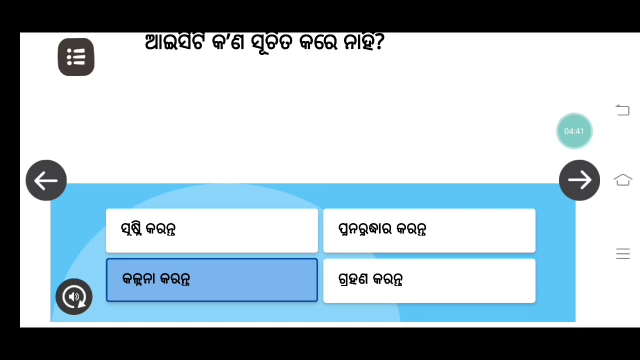 ଆଇସିଟି କ’ଣ ସୂଚିତ କରେ ନାହିଁ?
04:41
ସୃଷ୍ଟି କରନ୍ତୁ
ପୁନରୁଦ୍ଧାର କରନ୍ତୁ
କଳ୍ପନା କରନ୍ତୁ
ଗ୍ରହଣ କରନ୍ତୁ